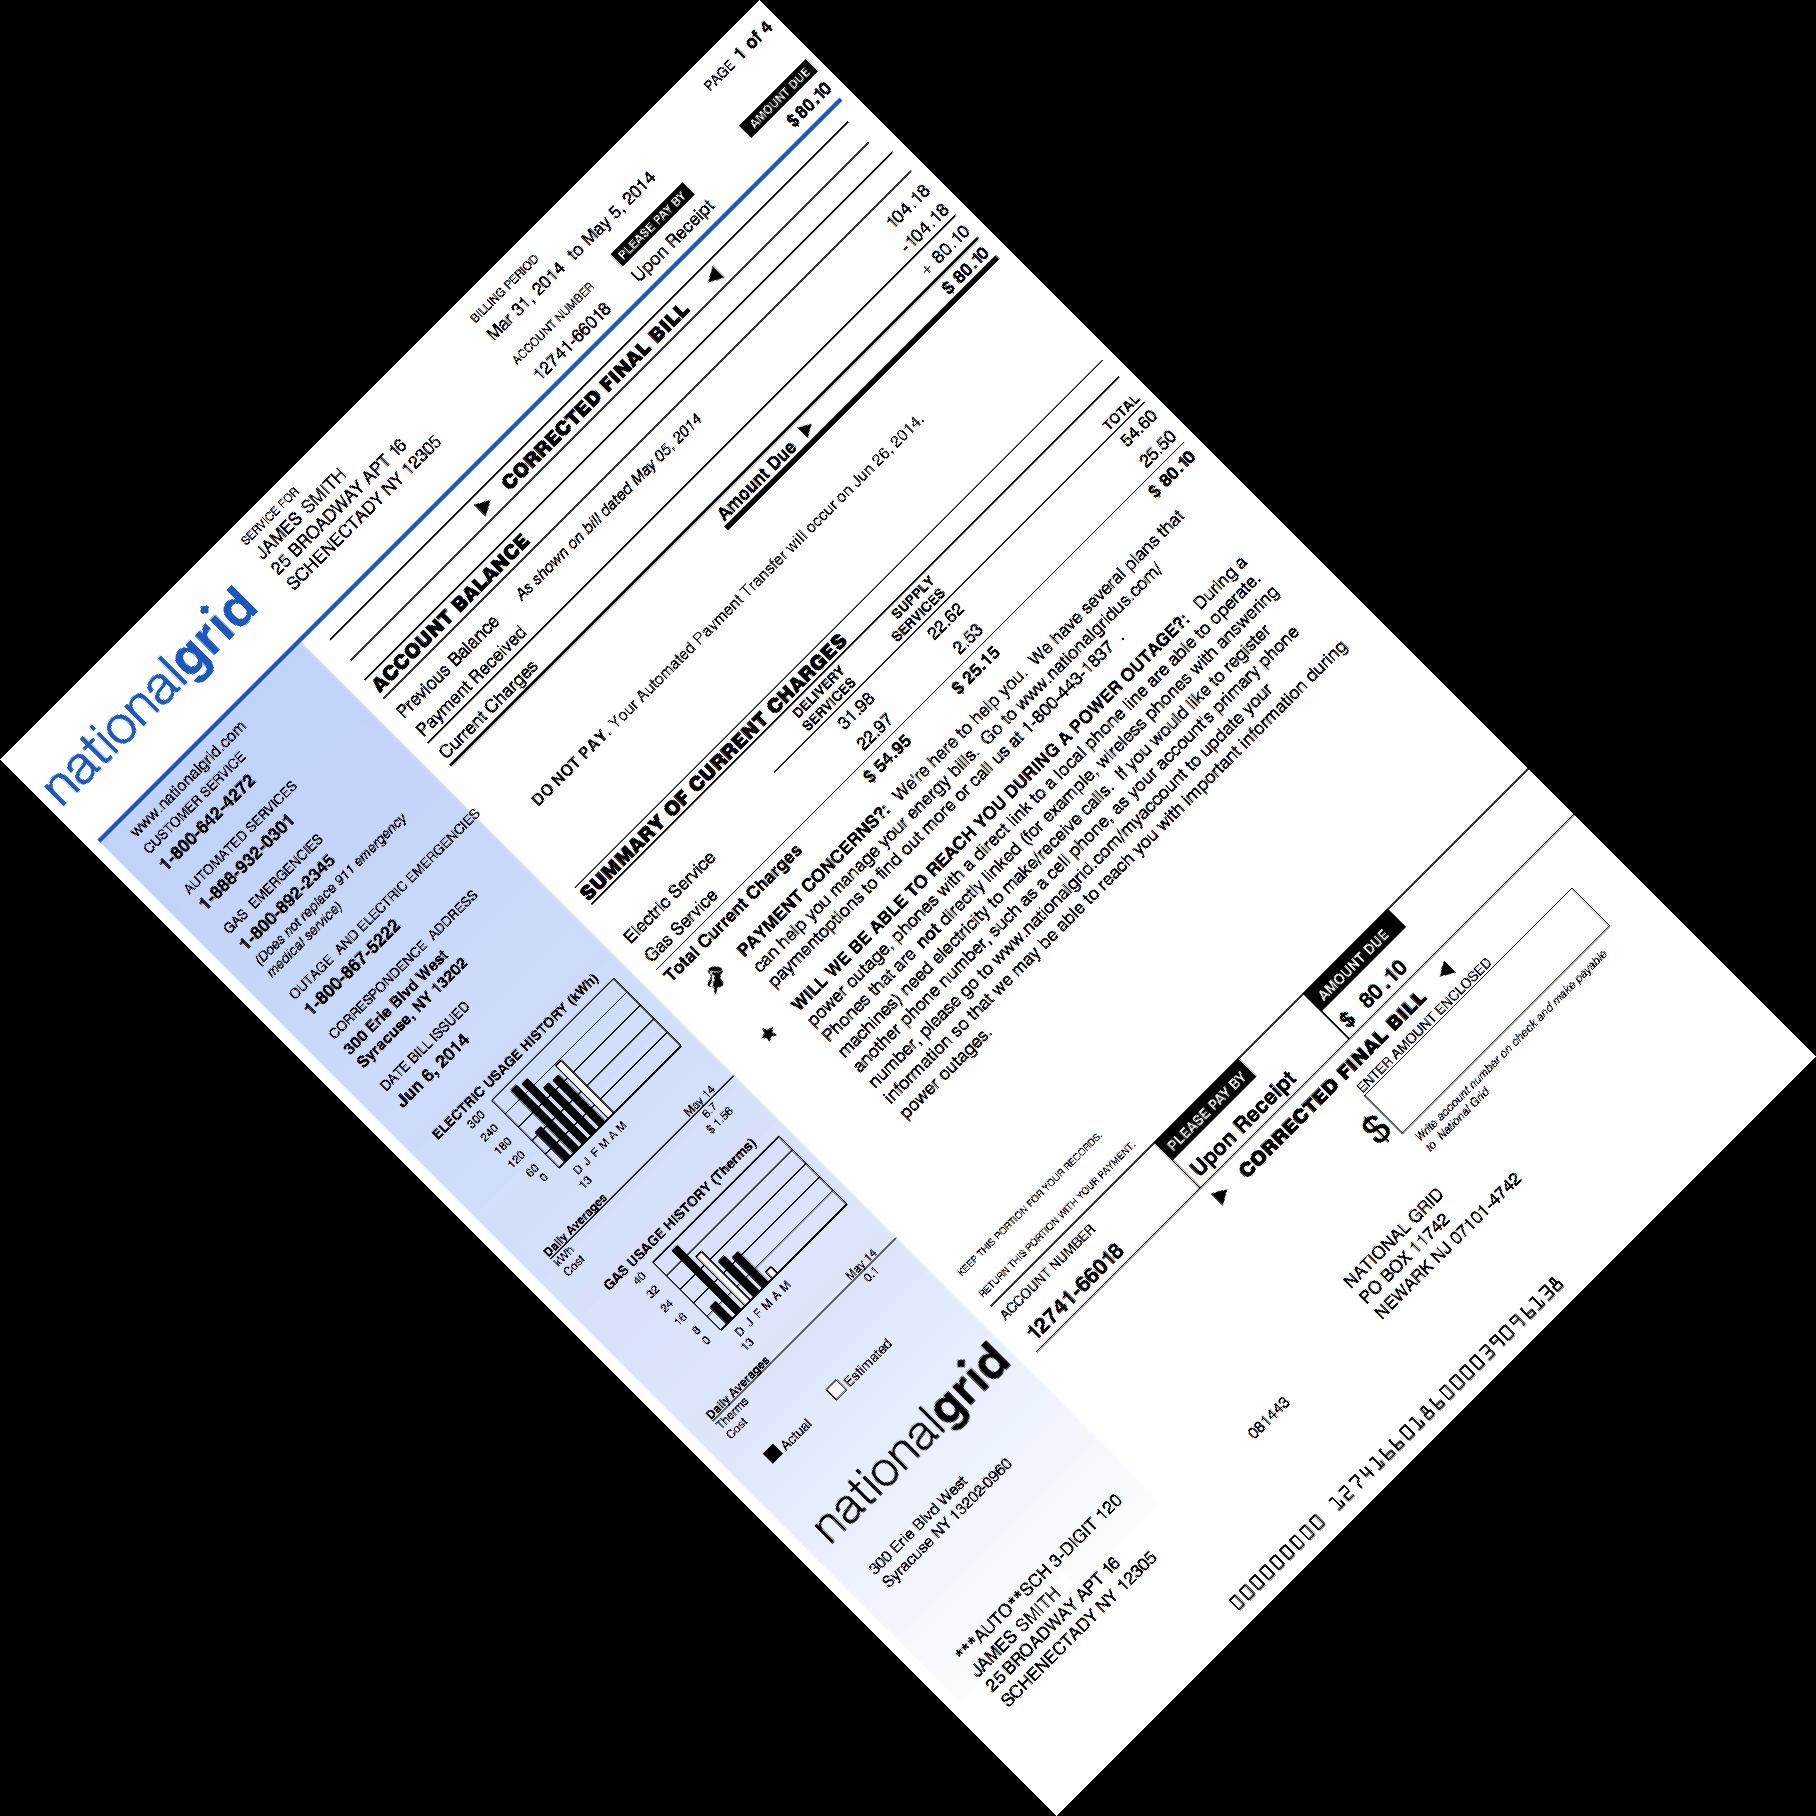 PAGE 1 of 4
nationalgrid
SERVICE FOR
JAMES SMITH
25 BROADWAY APT 16
SCHENECTADY NY 12305
BILLING PERIOD
Mar 31, 2014 to May 5, 2014
ACCOUNT NUMBER
12741-66018
PLEASE PAY BY
Upon Receipt
AMOUNT DUE
$ 80.10
www.nationalgrid.com
CUSTOMER SERVICE
1-800-642-4272
AUTOMATED SERVICES
1-888-932-0301
GAS EMERGENCIES
1-800-892-2345
(Does not replace 911 emergency
medical service)
OUTAGE AND ELECTRIC EMERGENCIES
1-800-867-5222
CORRESPONDENCE ADDRESS
300 Erie Blvd West
Syracuse, NY 13202
DATE BILL ISSUED
Jun 6, 2014
ELECTRIC USAGE HISTORY (kWh)
300
240
180
120
60
0
D J F M A M
13
May 14
Daily Averages
kWh 6.7
Cost $ 1.56
GAS USAGE HISTORY (Therms)
40
32
24
16
8
0
D J F M A M
13
May 14
Daily Averages
Therms 0.1
Cost
Actual Estimated
CORRECTED FINAL BILL
ACCOUNT BALANCE
Previous Balance As shown on bill dated May 05, 2014 104.18
Payment Received -104.18
Current Charges + 80.10
Amount Due $ 80.10
DO NOT PAY. Your Automated Payment Transfer will occur on Jun 26, 2014.
SUMMARY OF CURRENT CHARGES
DELIVERY SERVICES SUPPLY SERVICES TOTAL
Electric Service 31.98 22.62 54.60
Gas Service 22.97 2.53 25.50
Total Current Charges $ 54.95 $ 25.15 $ 80.10
PAYMENT CONCERNS?: We're here to help you. We have several plans that
can help you manage your energy bills. Go to www.nationalgridus.com/
paymentoptions to find out more or call us at 1-800-443-1837 .
WILL WE BE ABLE TO REACH YOU DURING A POWER OUTAGE?: During a
power outage, phones with a direct link to a local phone line are able to operate.
Phones that are not directly linked (for example, wireless phones with answering
machines) need electricity to make/receive calls. If you would like to register
another phone number, such as a cell phone, as your account's primary phone
number, please go to www.nationalgrid.com/myaccount to update your
information so that we may be able to reach you with important information during
power outages.
KEEP THIS PORTION FOR YOUR RECORDS.
RETURN THIS PORTION WITH YOUR PAYMENT.
ACCOUNT NUMBER
12741-66018
PLEASE PAY BY
Upon Receipt
AMOUNT DUE
$ 80.10
CORRECTED FINAL BILL
ENTER AMOUNT ENCLOSED
$
Write account number on check and make payable
to National Grid
nationalgrid
300 Erie Blvd West
Syracuse NY 13202-0960
NATIONAL GRID
PO BOX 11742
NEWARK NJ 07101-4742
081443
***AUTO**SCH 3-DIGIT 120
JAMES SMITH
25 BROADWAY APT 16
SCHENECTADY NY 12305
000000000 12741660186000039096138